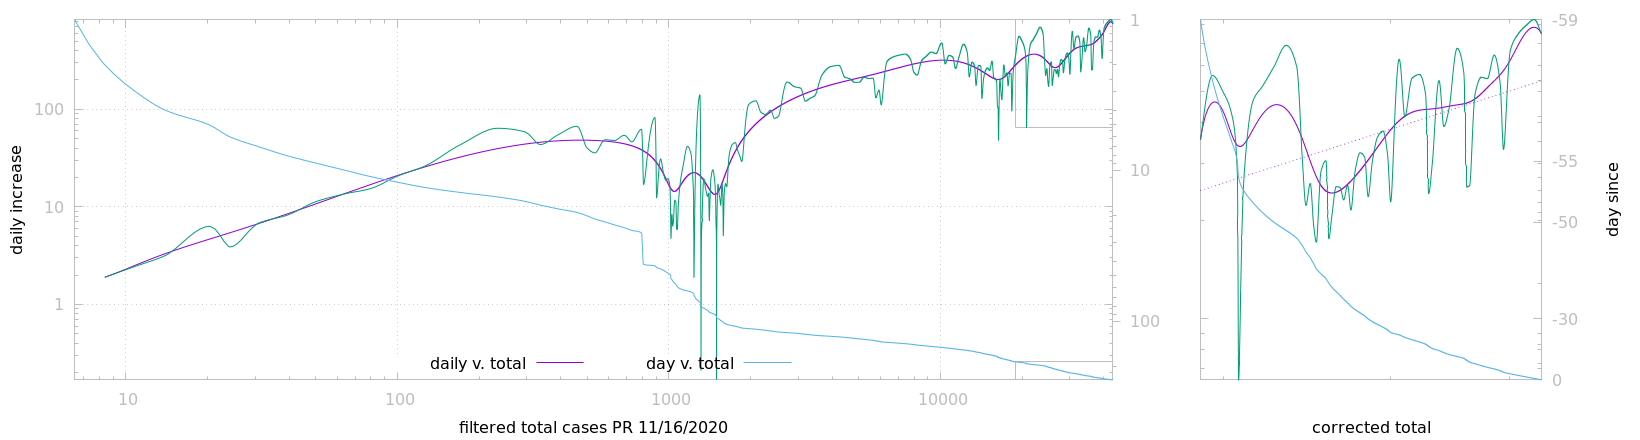 1
-59
100
10
-55
10
-50
1
100
-30
daily v. total
day v. total
0
10
100
1000
10000
daily increase
day since
filtered total cases PR 11/16/2020
corrected total